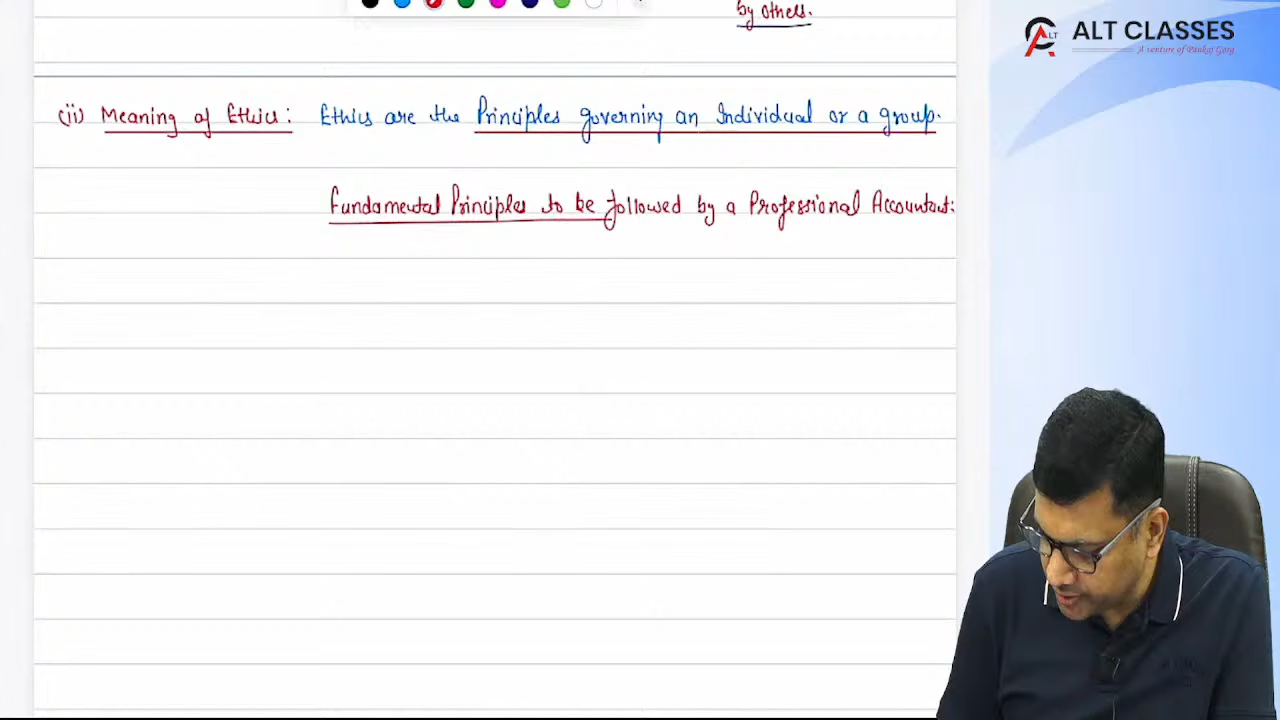 by others.
ALT
ALT CLASSES
A venture of Pankaj Garg
(ii) Meaning of Ethics: Ethics are the Principles governing an Individual or a group.
Fundamental Principles to be followed by a Professional Accountant: